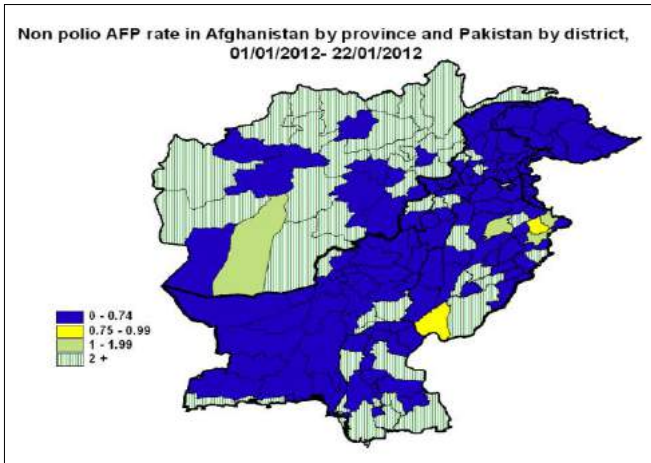 Non polio AFP rate in Afghanistan by province and Pakistan by district,
01/01/2012- 22/01/2012
0 - 0.74
0.75 - 0.99
1 - 1.99
2 +